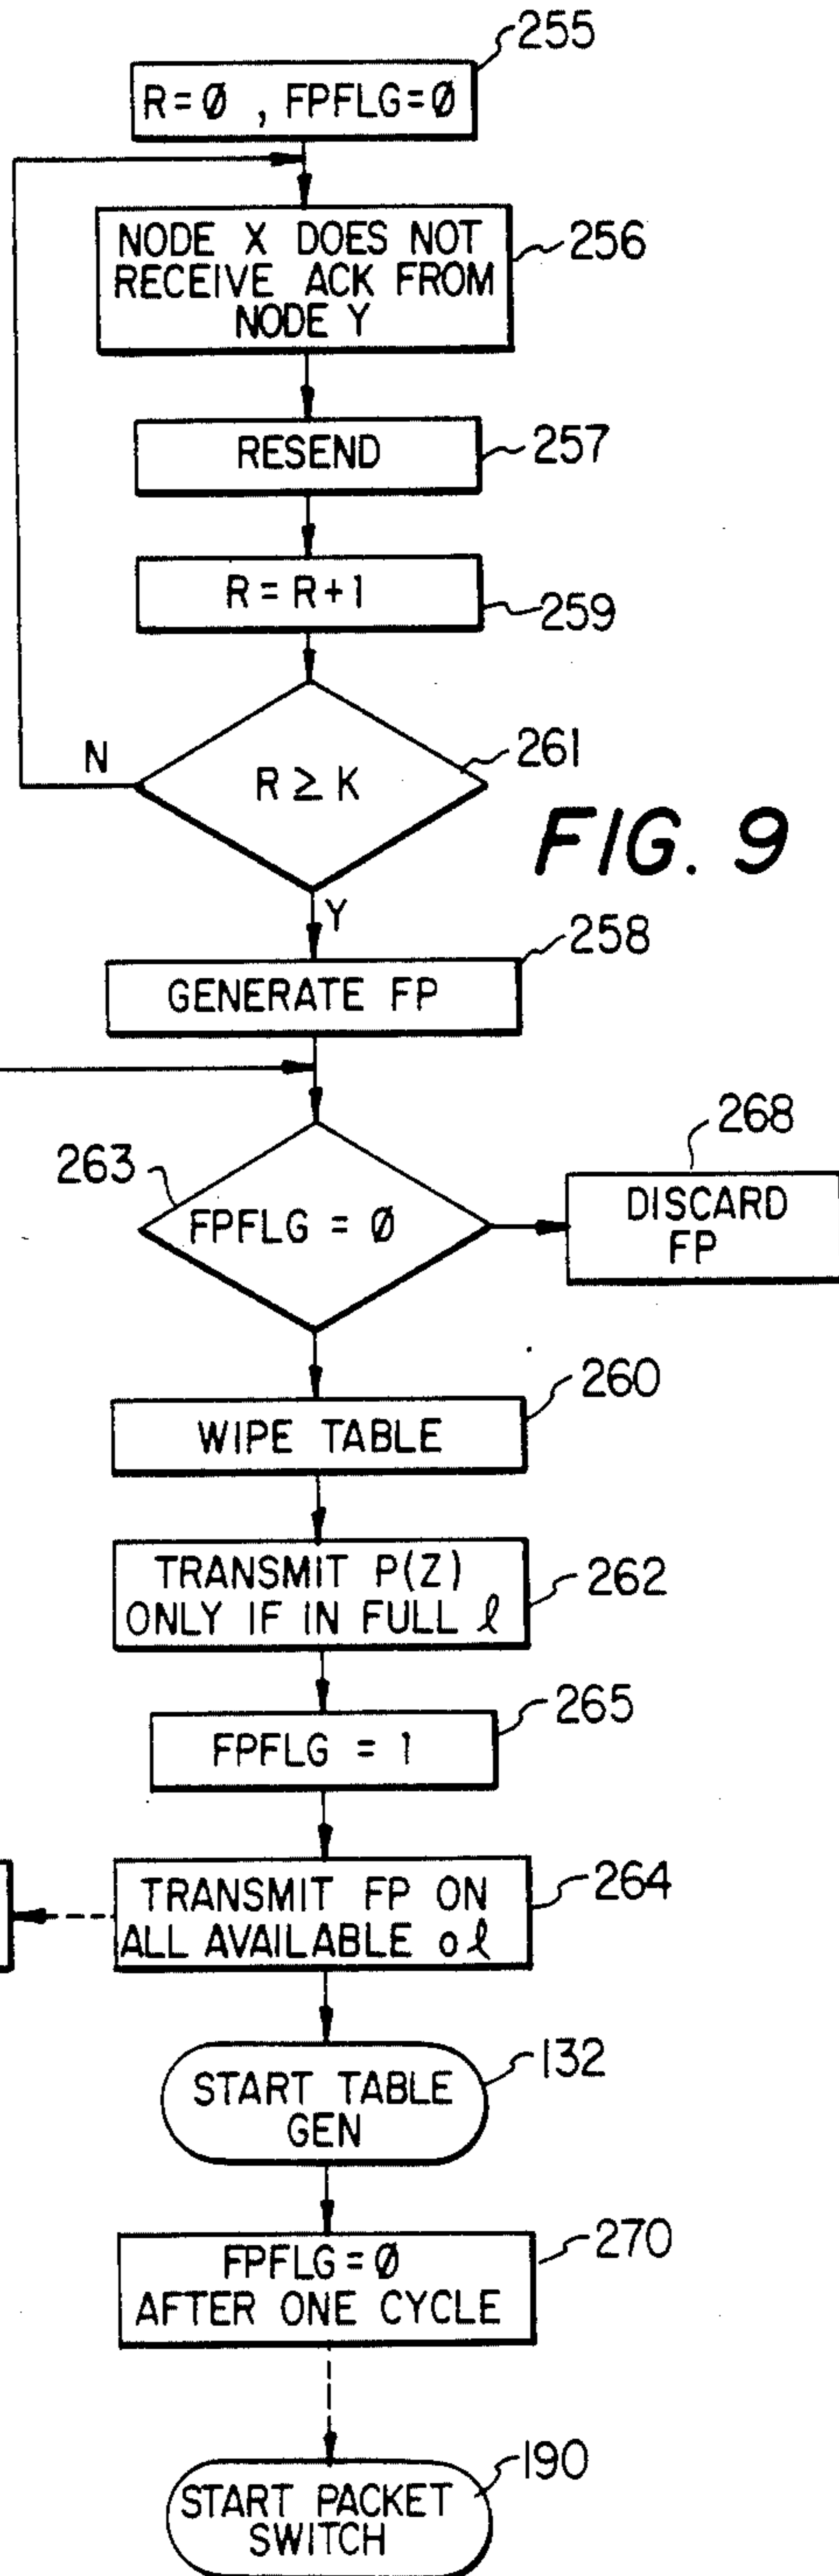 255
R=Ø , FPFLG=Ø
NODE X DOES NOT
RECEIVE ACK FROM
NODE Y
256
RESEND
257
R = R+1
259
N
R ≥ K
261
FIG. 9
Y
258
GENERATE FP
263
FPFLG = Ø
268
DISCARD
FP
260
WIPE TABLE
TRANSMIT P(Z)
ONLY IF IN FULL ℓ
262
265
FPFLG = 1
TRANSMIT FP ON
ALL AVAILABLE oℓ
264
START TABLE
GEN
132
FPFLG=Ø
AFTER ONE CYCLE
270
START PACKET
SWITCH
190